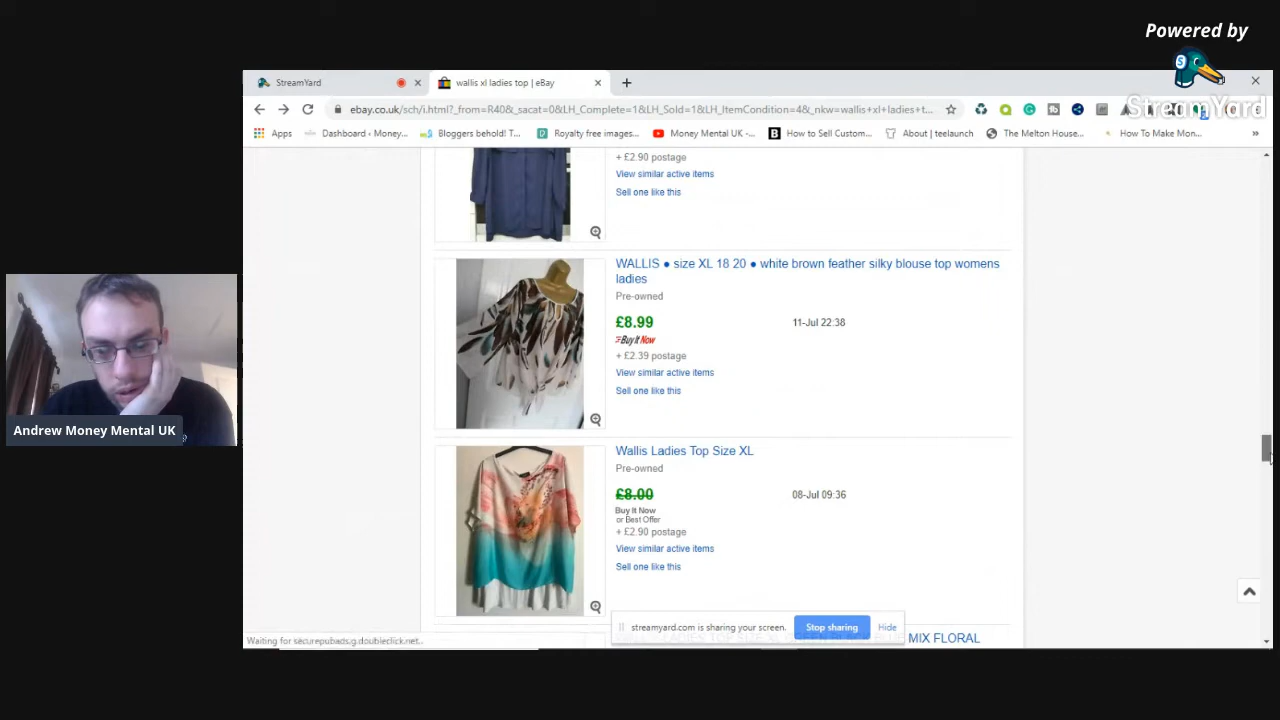 Powered by
StreamYard
StreamYard
wallis xl ladies top | eBay
ebay.co.uk/sch/i.html?_from=R40&_sacat=0&LH_Complete=1&LH_Sold=1&LH_ItemCondition=4&_nkw=wallis+xl+ladies+t...
Apps
Dashboard ‹ Money...
Bloggers behold! T...
Royalty free images...
Money Mental UK -...
How to Sell Custom...
About | teelaunch
The Melton House...
How To Make Mon...
»
+ £2.90 postage
View similar active items
Sell one like this
WALLIS ● size XL 18 20 ● white brown feather silky blouse top womens
ladies
Pre-owned
£8.99
11-Jul 22:38
Buy It Now
+ £2.39 postage
View similar active items
Sell one like this
Andrew Money Mental UK
Wallis Ladies Top Size XL
Pre-owned
£8.00
08-Jul 09:36
Buy It Now
or Best Offer
+ £2.90 postage
View similar active items
Sell one like this
streamyard.com is sharing your screen.
Stop sharing
Hide
Waiting for securepubads.g.doubleclick.net...
MIX FLORAL